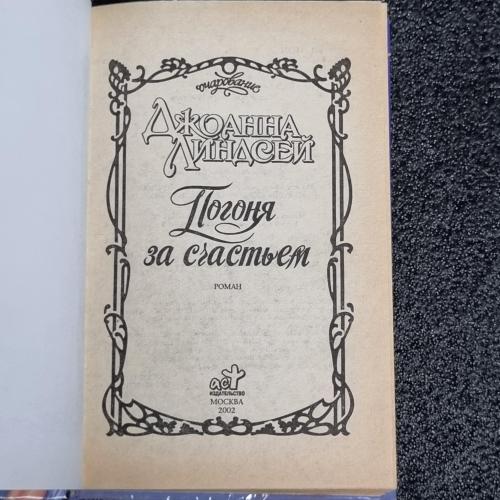 очарование
Джоанна
Линдсей
Погоня
за счастьем
РОМАН
аст
ИЗДАТЕЛЬСТВО
МОСКВА
2002